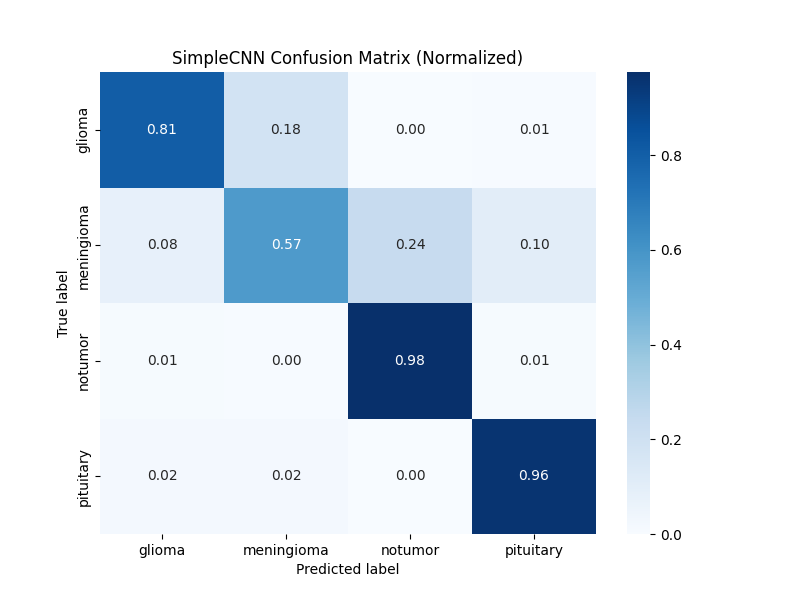 SimpleCNN Confusion Matrix (Normalized)
glioma 0.81 0.18 0.00 0.01
meningioma 0.08 0.57 0.24 0.10
notumor 0.01 0.00 0.98 0.01
pituitary 0.02 0.02 0.00 0.96
glioma meningioma notumor pituitary
Predicted label
True label
0.8
0.6
0.4
0.2
0.0